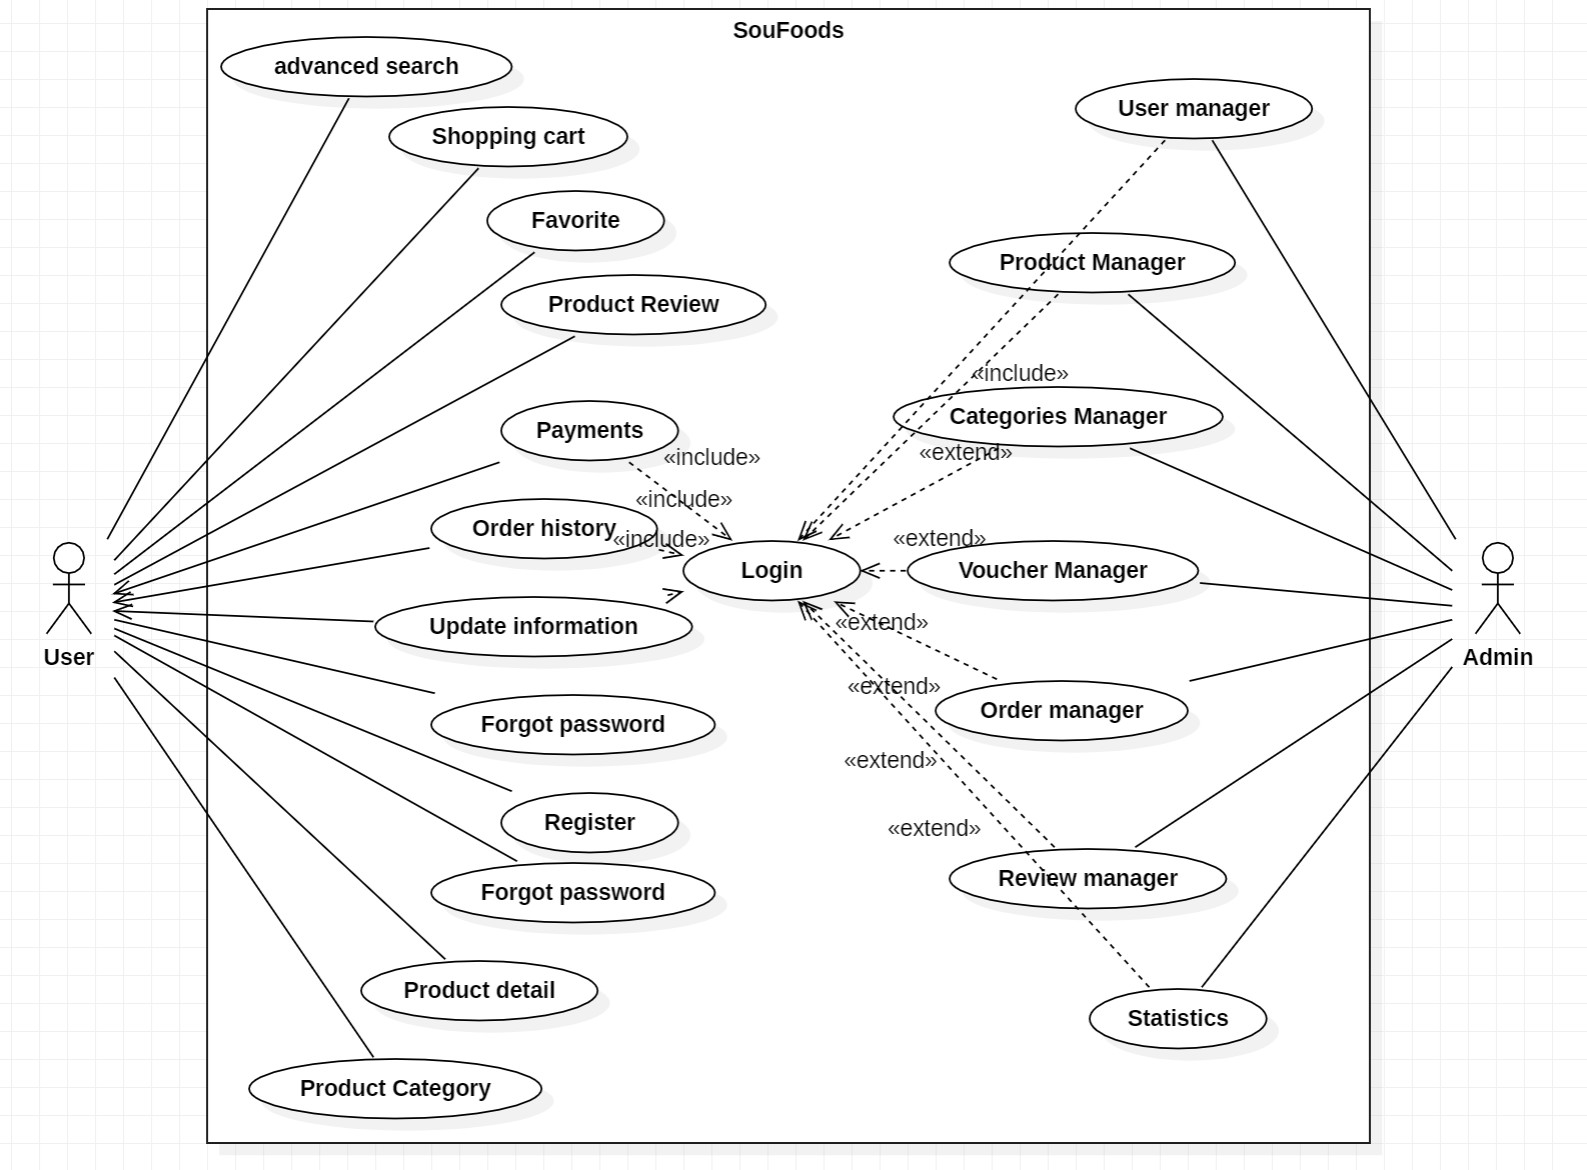 SouFoods
advanced search
Shopping cart
User manager
Favorite
Product Manager
Product Review
«include»
Categories Manager
Payments
«extend»
«include»
«include»
Order history
«include»
«extend»
Login
Voucher Manager
«extend»
Update information
User
Admin
«extend»
Order manager
Forgot password
«extend»
Register
«extend»
Forgot password
Review manager
Product detail
Statistics
Product Category